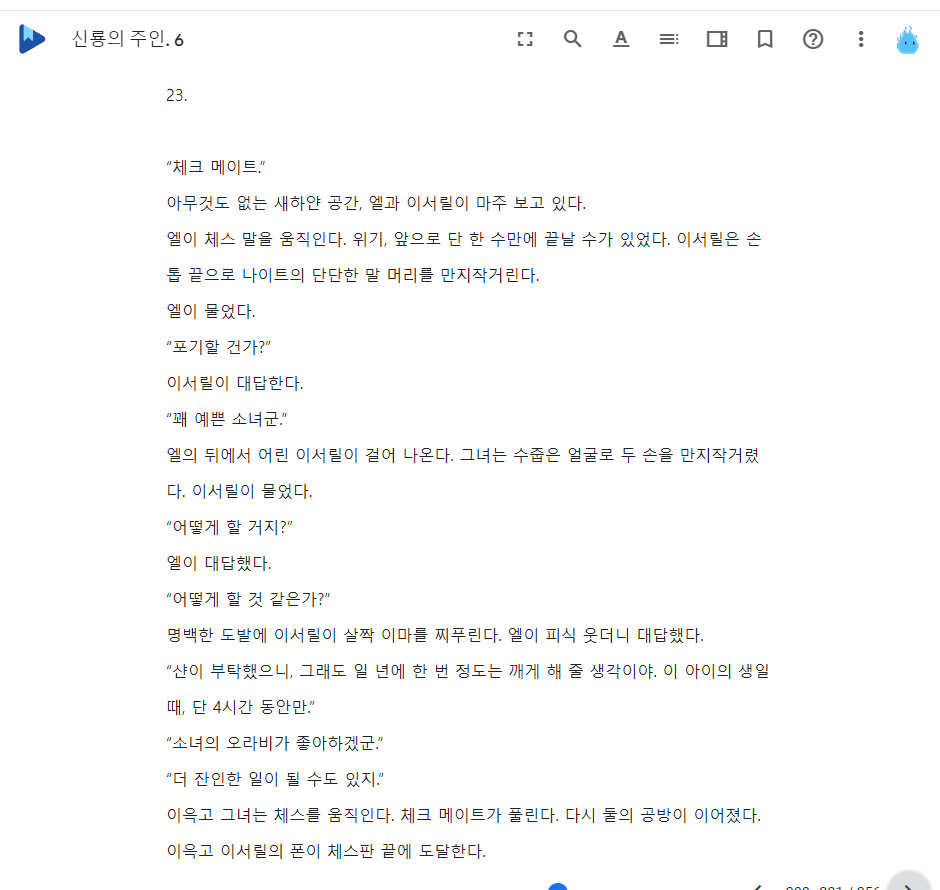 신룡의 주인. 6
23.
“체크 메이트.”
아무것도 없는 새하얀 공간, 엘과 이서릴이 마주 보고 있다.
엘이 체스 말을 움직인다. 위기, 앞으로 단 한 수만에 끝날 수가 있었다. 이서릴은 손
톱 끝으로 나이트의 단단한 말 머리를 만지작거린다.
엘이 물었다.
“포기할 건가?”
이서릴이 대답한다.
“꽤 예쁜 소녀군.”
엘의 뒤에서 어린 이서릴이 걸어 나온다. 그녀는 수줍은 얼굴로 두 손을 만지작거렸
다. 이서릴이 물었다.
“어떻게 할 거지?”
엘이 대답했다.
“어떻게 할 것 같은가?”
명백한 도발에 이서릴이 살짝 이마를 찌푸린다. 엘이 피식 웃더니 대답했다.
“샨이 부탁했으니, 그래도 일 년에 한 번 정도는 깨게 해 줄 생각이야. 이 아이의 생일
때, 단 4시간 동안만.”
“소녀의 오라비가 좋아하겠군.”
“더 잔인한 일이 될 수도 있지.”
이윽고 그녀는 체스를 움직인다. 체크 메이트가 풀린다. 다시 둘의 공방이 이어졌다.
이윽고 이서릴의 폰이 체스판 끝에 도달한다.